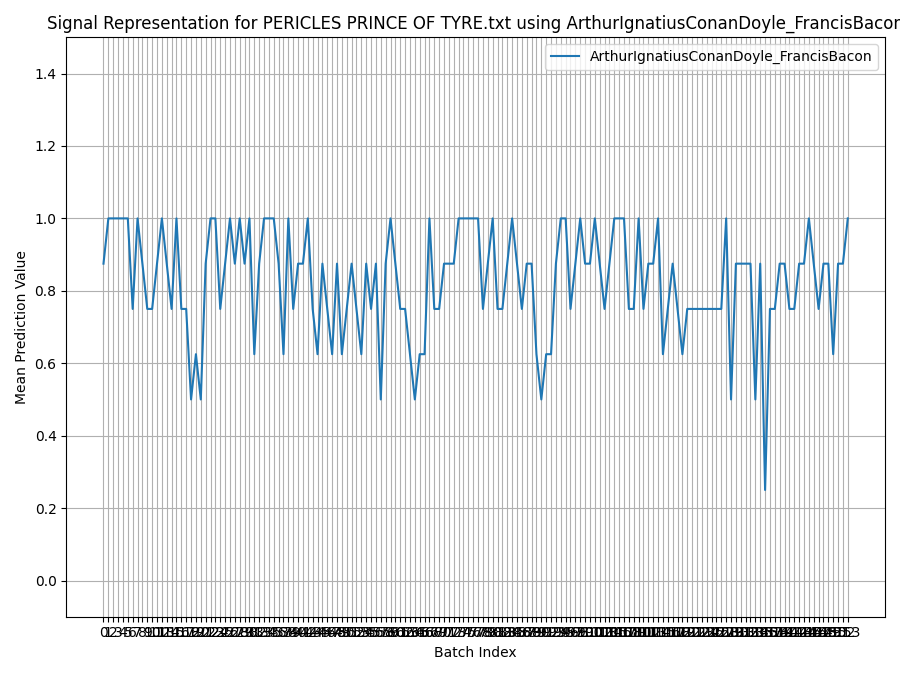 Signal Representation for PERICLES PRINCE OF TYRE.txt using ArthurIgnatiusConanDoyle_FrancisBacon
ArthurIgnatiusConanDoyle_FrancisBacon
1.4
1.2
1.0
0.8
0.6
0.4
0.2
0.0
Mean Prediction Value
Batch Index